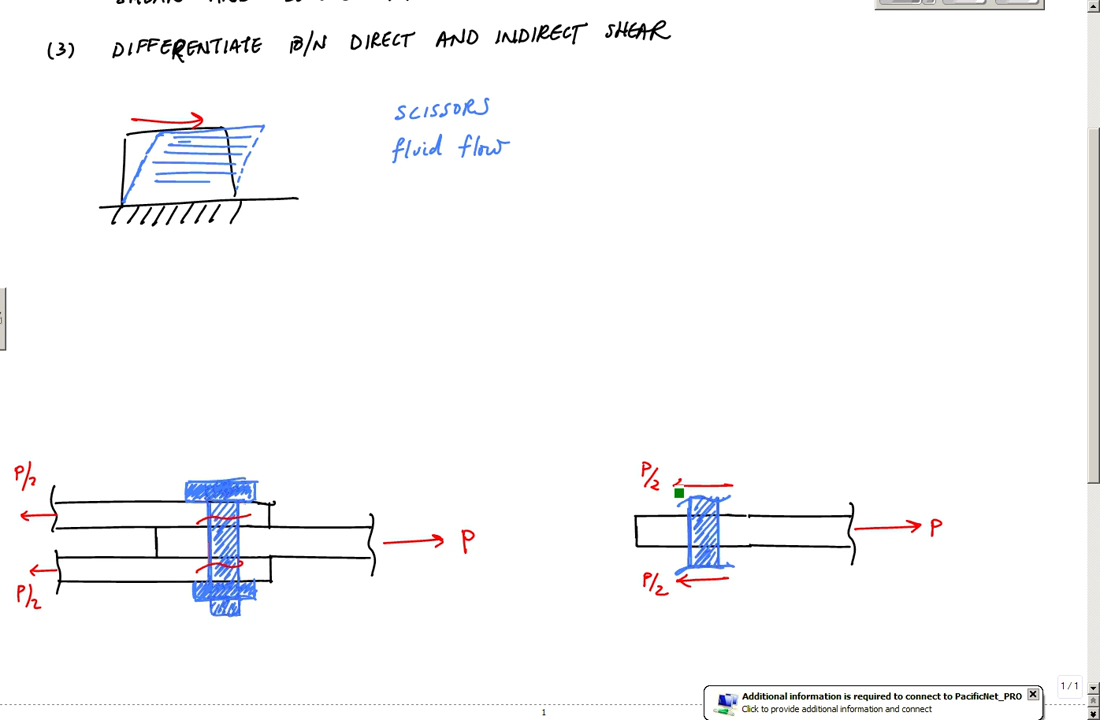 (3) DIFFERENTIATE B/N DIRECT AND INDIRECT SHEAR
SCISSORS
fluid flow
P/2
P
P/2
P/2
P
P/2
1 / 1
Additional information is required to connect to PacificNet_PRO
Click to provide additional information and connect
1